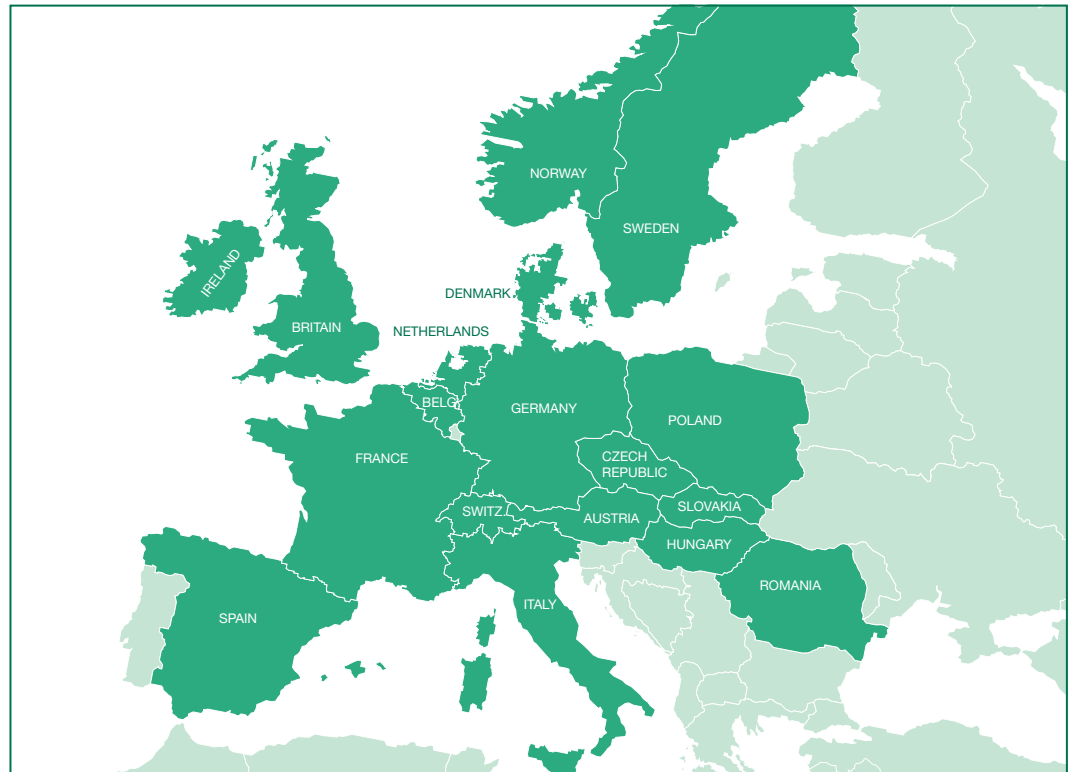 NORWAY
SWEDEN
IRELAND
DENMARK
BRITAIN
NETHERLANDS
BELG
GERMANY
POLAND
FRANCE
CZECH
REPUBLIC
SWITZ.
AUSTRIA
SLOVAKIA
HUNGARY
ROMANIA
ITALY
SPAIN